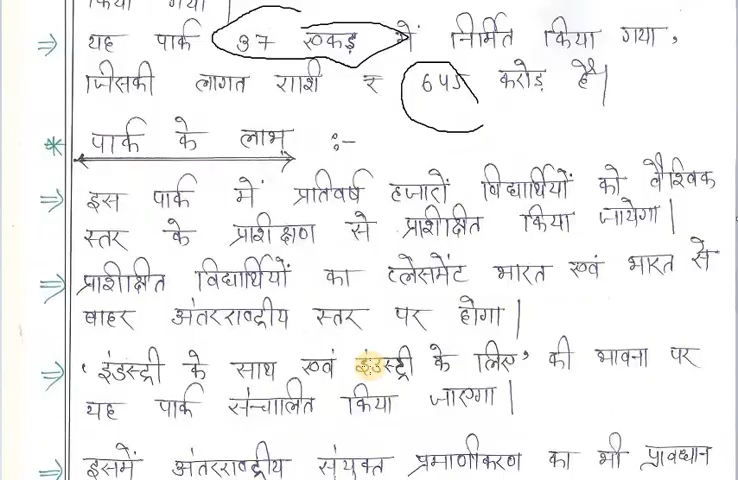 किया गया|
⇒ यह पार्क 37 एकड़ में निर्मित किया गया,
जिसकी लागत राशि ₹ 645 करोड़ है|
* पार्क के लाभ :-
⇒ इस पार्क में प्रतिवर्ष हजारों विद्यार्थियों को वैश्विक
स्तर के प्रशिक्षण से प्रशिक्षित किया जायेगा|
⇒ प्रशिक्षित विद्यार्थियों का प्लेसमेंट भारत एवं भारत से
बाहर अंतरराष्ट्रीय स्तर पर होगा|
⇒ ‘इंडस्ट्री के साथ एवं इंडस्ट्री के लिए’ की भावना पर
यह पार्क संचालित किया जाएगा|
⇒ इसमें अंतरराष्ट्रीय संयुक्त प्रमाणीकरण का भी प्रावधान